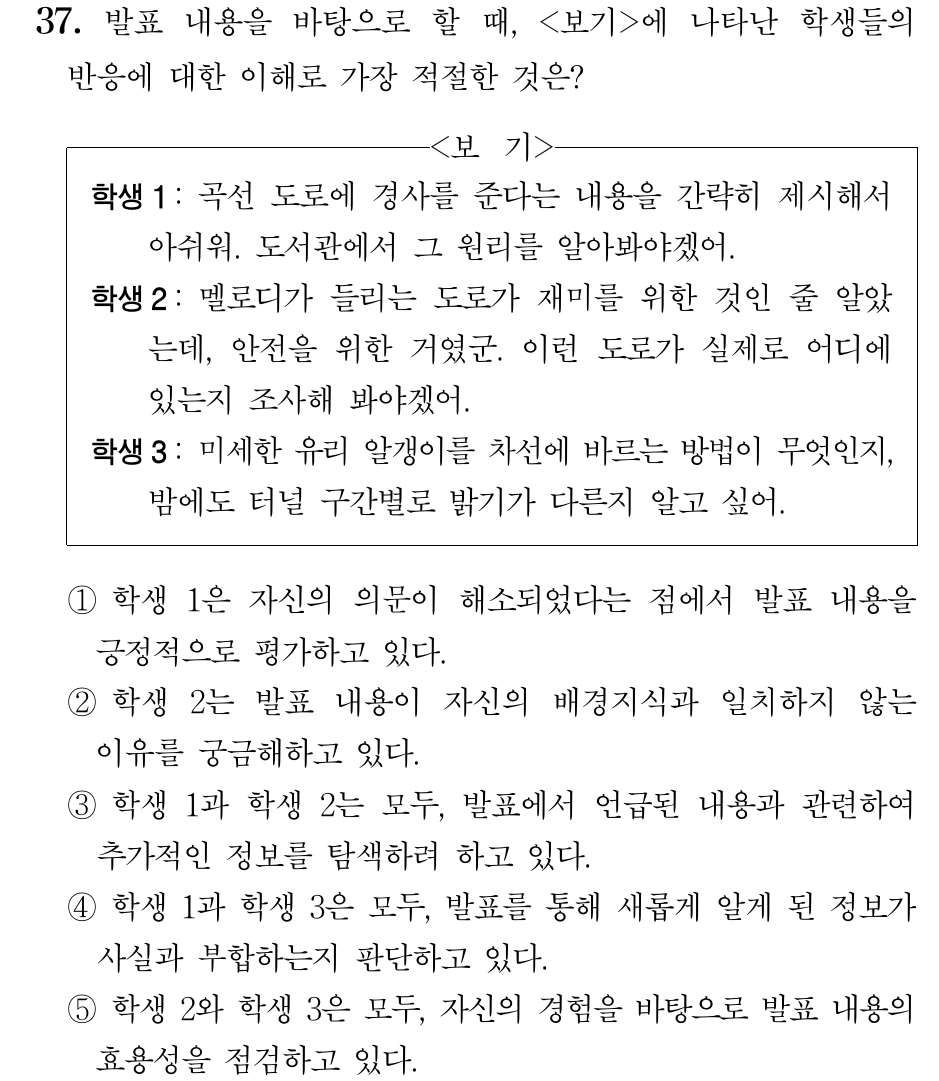 37. 발표 내용을 바탕으로 할 때, <보기>에 나타난 학생들의
반응에 대한 이해로 가장 적절한 것은?
<보 기>
학생 1 : 곡선 도로에 경사를 준다는 내용을 간략히 제시해서
아쉬워. 도서관에서 그 원리를 알아봐야겠어.
학생 2 : 멜로디가 들리는 도로가 재미를 위한 것인 줄 알았
는데, 안전을 위한 거였군. 이런 도로가 실제로 어디에
있는지 조사해 봐야겠어.
학생 3 : 미세한 유리 알갱이를 차선에 바르는 방법이 무엇인지,
밤에도 터널 구간별로 밝기가 다른지 알고 싶어.
① 학생 1은 자신의 의문이 해소되었다는 점에서 발표 내용을
긍정적으로 평가하고 있다.
② 학생 2는 발표 내용이 자신의 배경지식과 일치하지 않는
이유를 궁금해하고 있다.
③ 학생 1과 학생 2는 모두, 발표에서 언급된 내용과 관련하여
추가적인 정보를 탐색하려 하고 있다.
④ 학생 1과 학생 3은 모두, 발표를 통해 새롭게 알게 된 정보가
사실과 부합하는지 판단하고 있다.
⑤ 학생 2와 학생 3은 모두, 자신의 경험을 바탕으로 발표 내용의
효용성을 점검하고 있다.